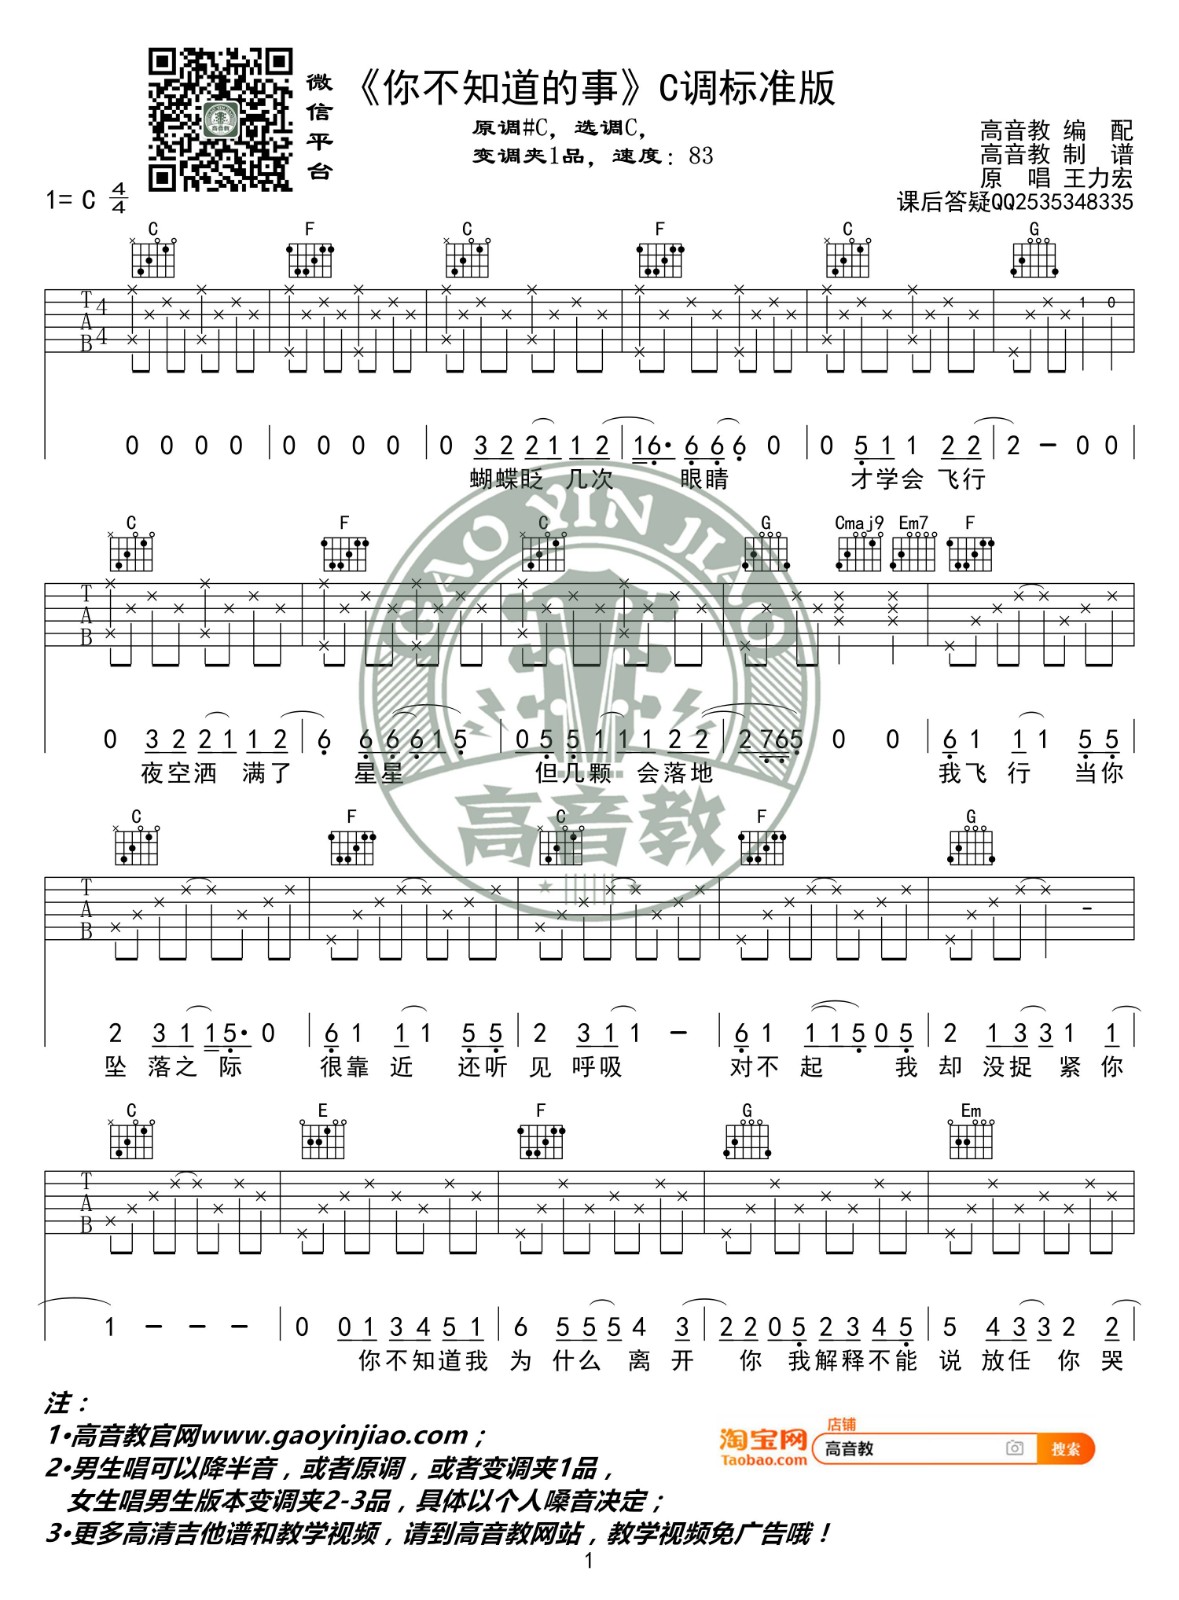 微信平台
《你不知道的事》C调标准版
原调#C，选调C，
变调夹1品，速度：83
高音教 编 配
高音教 制 谱
原 唱 王力宏
课后答疑QQ2535348335
1= C 4/4
C F C F C G
T A B 4 4 1 0
0 0 0 0 | 0 0 0 0 | 0 3 2 2 1 1 2 | 1 6· 6 6 6 0 | 0 5 1 1 2 2 | 2 — 0 0
蝴蝶眨 几次 眼睛 才学会 飞行
C F C G Cmaj9 Em7 F
T A B
0 3 2 2 1 1 2 | 6 6 6 6 1 5 | 0 5 5 1 1 1 2 2 | 2 7 6 5 0 0 | 6 1 1 1 5 5
夜空洒 满了 星星 但几颗 会落地 我飞行 当你
C F C F G
T A B
2 3 1 1 5· 0 | 6 1 1 1 5 5 | 2 3 1 1 — | 6 1 1 1 5 0 5 | 2 1 3 3 1 1
坠 落之 际 很靠 近 还听 见 呼吸 对不 起 我 却 没捉 紧 你
C E F G Em
T A B
1 — — — | 0 0 1 3 4 5 1 | 6 5 5 5 4 3 | 2 2 0 5 2 3 4 5 | 5 4 3 3 2 2
你不知道我 为 什么 离 开 你 我解释不能 说 放任 你 哭
注：
1•高音教官网www.gaoyinjiao.com；
2•男生唱可以降半音，或者原调，或者变调夹1品，
女生唱男生版本变调夹2-3品，具体以个人嗓音决定；
3•更多高清吉他谱和教学视频，请到高音教网站，教学视频免广告哦！
淘宝网
Taobao.com
店铺
高音教
搜索
GAO YIN JIAO
高音教
1